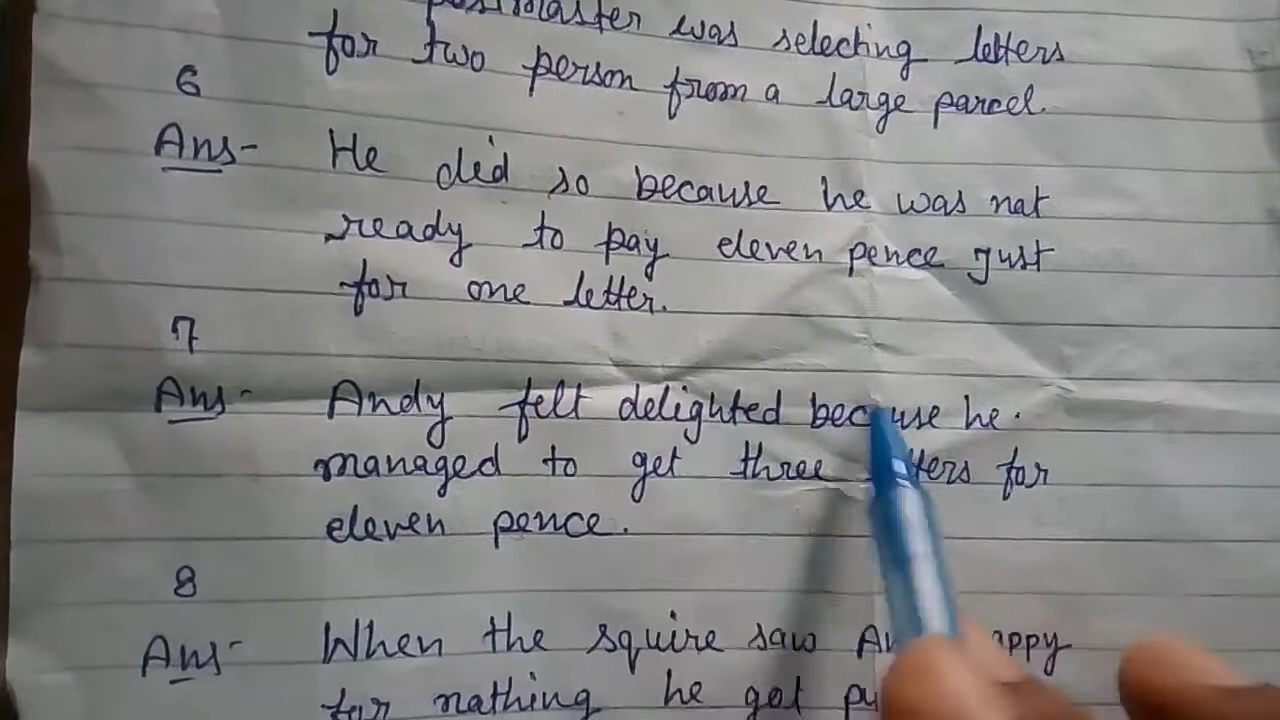 was selecting letters
for two person from a large parcel.
6
Ans- He did so because he was not
ready to pay eleven pence just
for one letter.
7
Ans- Andy felt delighted because he.
managed to get three for
eleven pence.
8
Ans- When the squire saw
for nothing he got